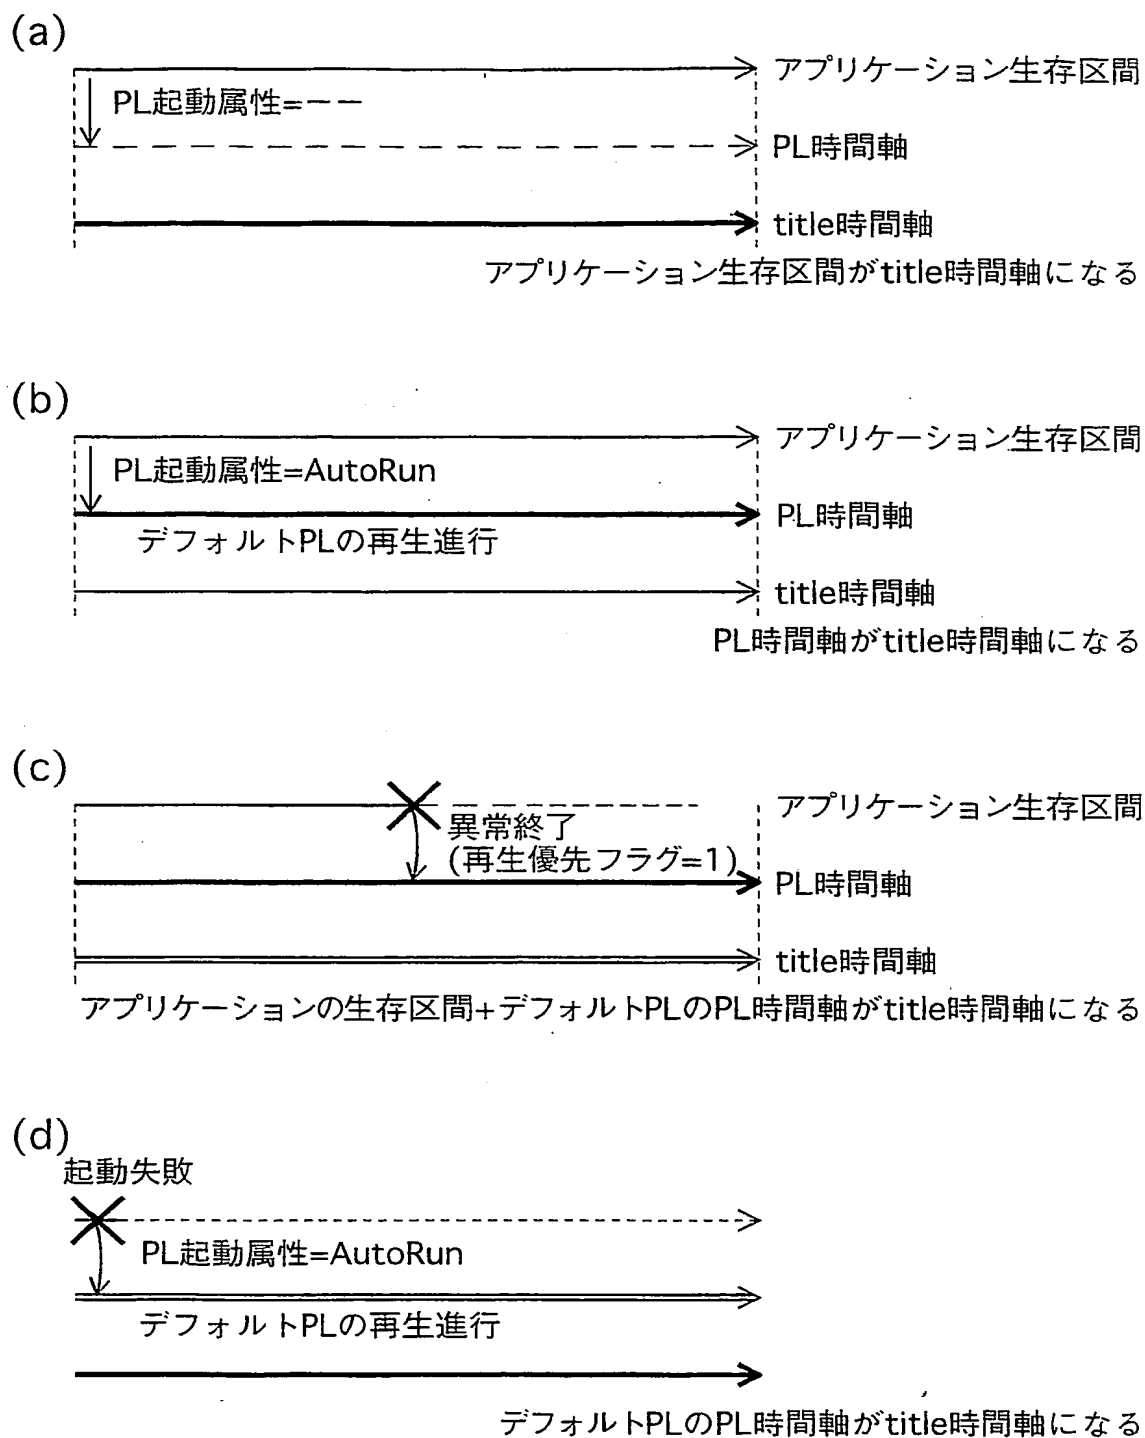 (a)
アプリケーション生存区間
PL起動属性=ーー
PL時間軸
title時間軸
アプリケーション生存区間がtitle時間軸になる
(b)
アプリケーション生存区間
PL起動属性=AutoRun
PL時間軸
デフォルトPLの再生進行
title時間軸
PL時間軸がtitle時間軸になる
(c)
アプリケーション生存区間
異常終了
(再生優先フラグ=1)
PL時間軸
title時間軸
アプリケーションの生存区間+デフォルトPLのPL時間軸がtitle時間軸になる
(d)
起動失敗
PL起動属性=AutoRun
デフォルトPLの再生進行
デフォルトPLのPL時間軸がtitle時間軸になる